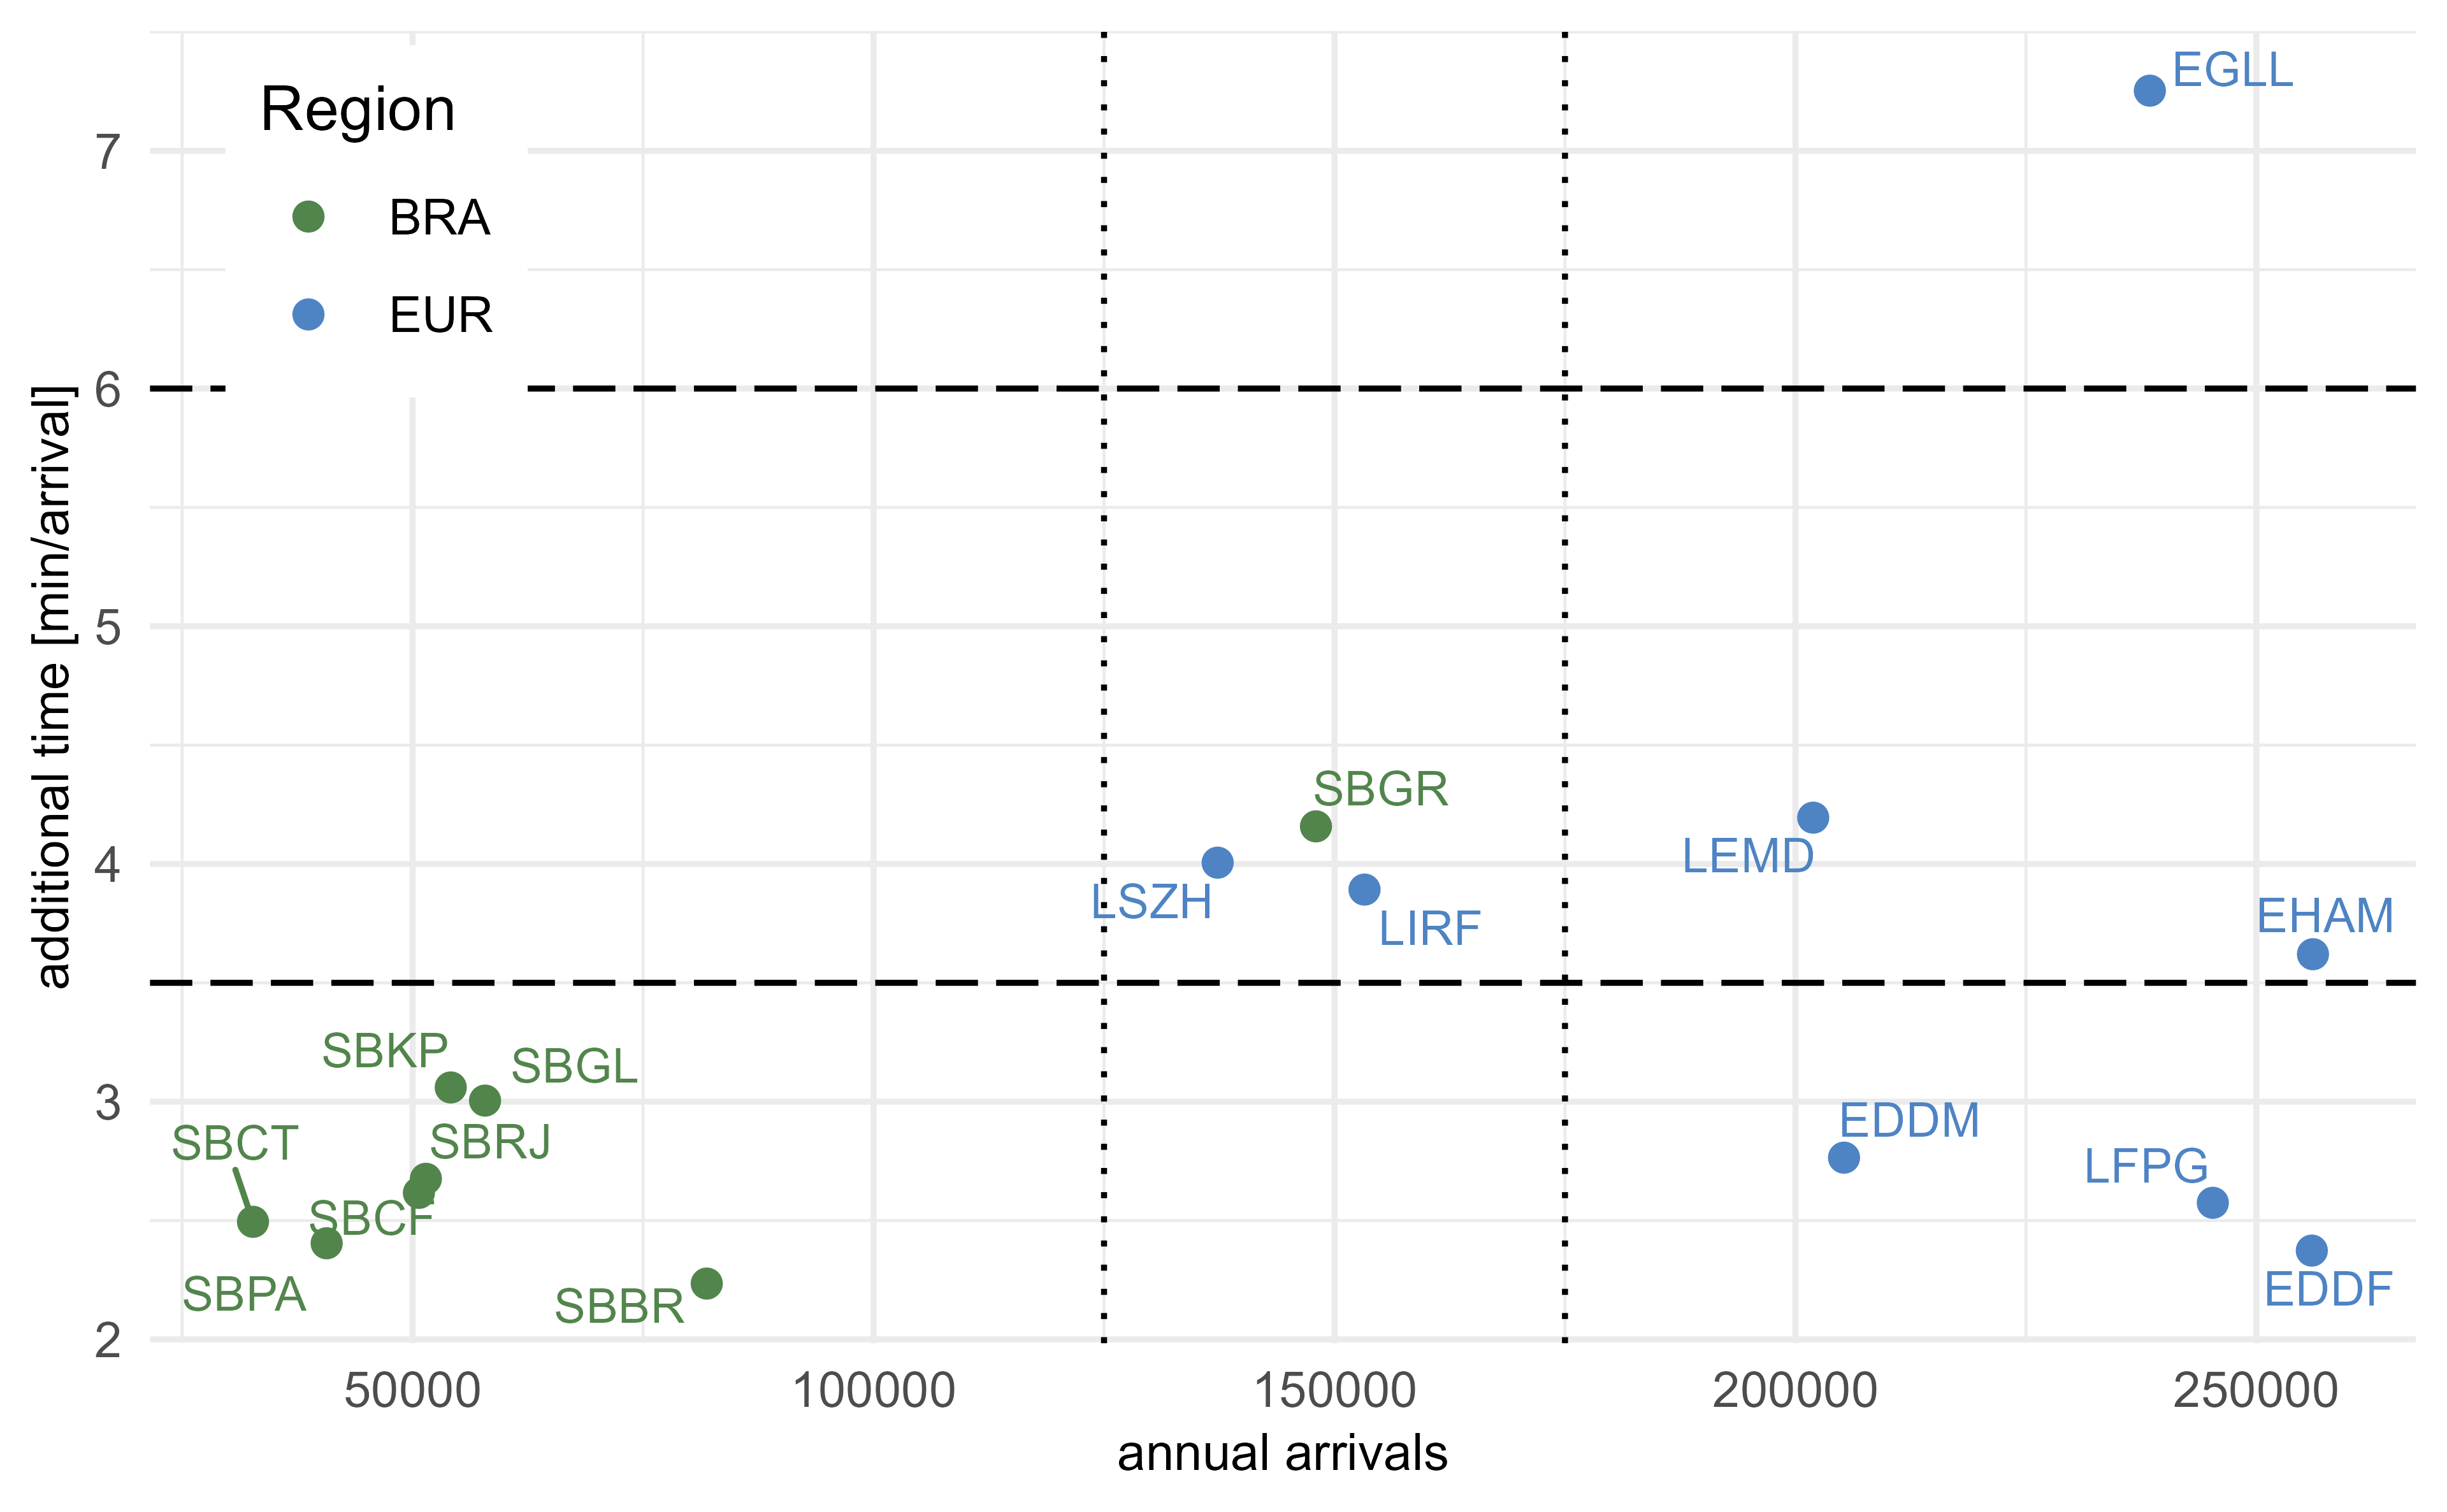 Region
BRA
EUR
additional time [min/arrival]
7
6
5
4
3
2
EGLL
SBGR
LEMD
LSZH
LIRF
EHAM
SBKP
SBGL
SBCT
SBRJ
EDDM
LFPG
SBCF
SBPA
SBBR
EDDF
50000
100000
150000
200000
250000
annual arrivals